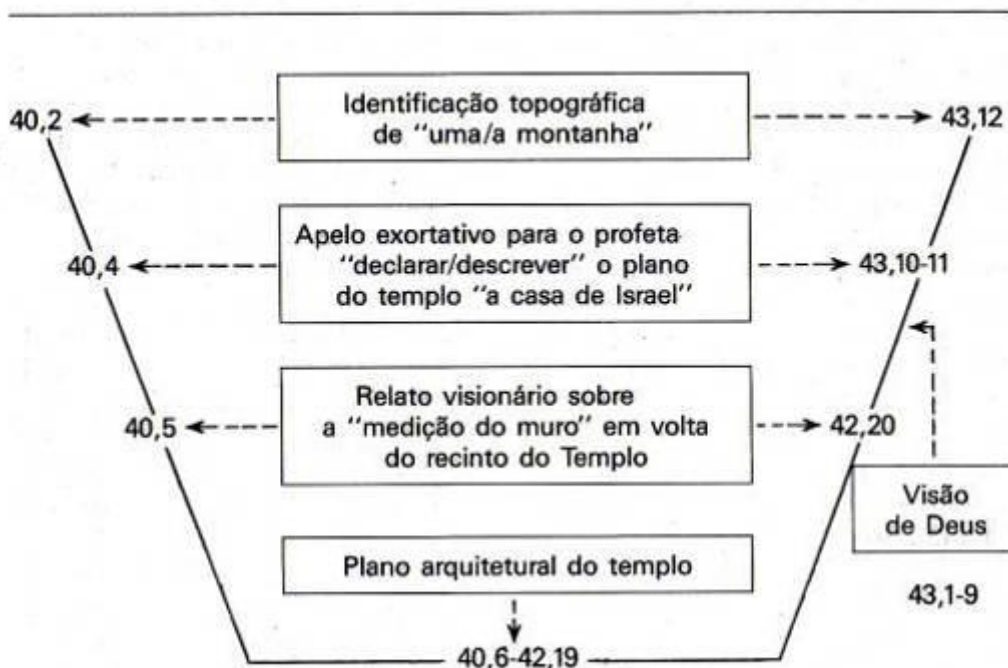 Identificação topográfica
40,2
de "uma/a montanha"
43,12
Apelo exortativo para o profeta
40,4
"declarar/descrever" o plano
43,10-11
do templo "a casa de Israel"
Relato visionário sobre
40,5
a "medição do muro" em volta
42,20
do recinto do Templo
Visão
de Deus
Plano arquitetural do templo
43,1-9
40,6-42,19